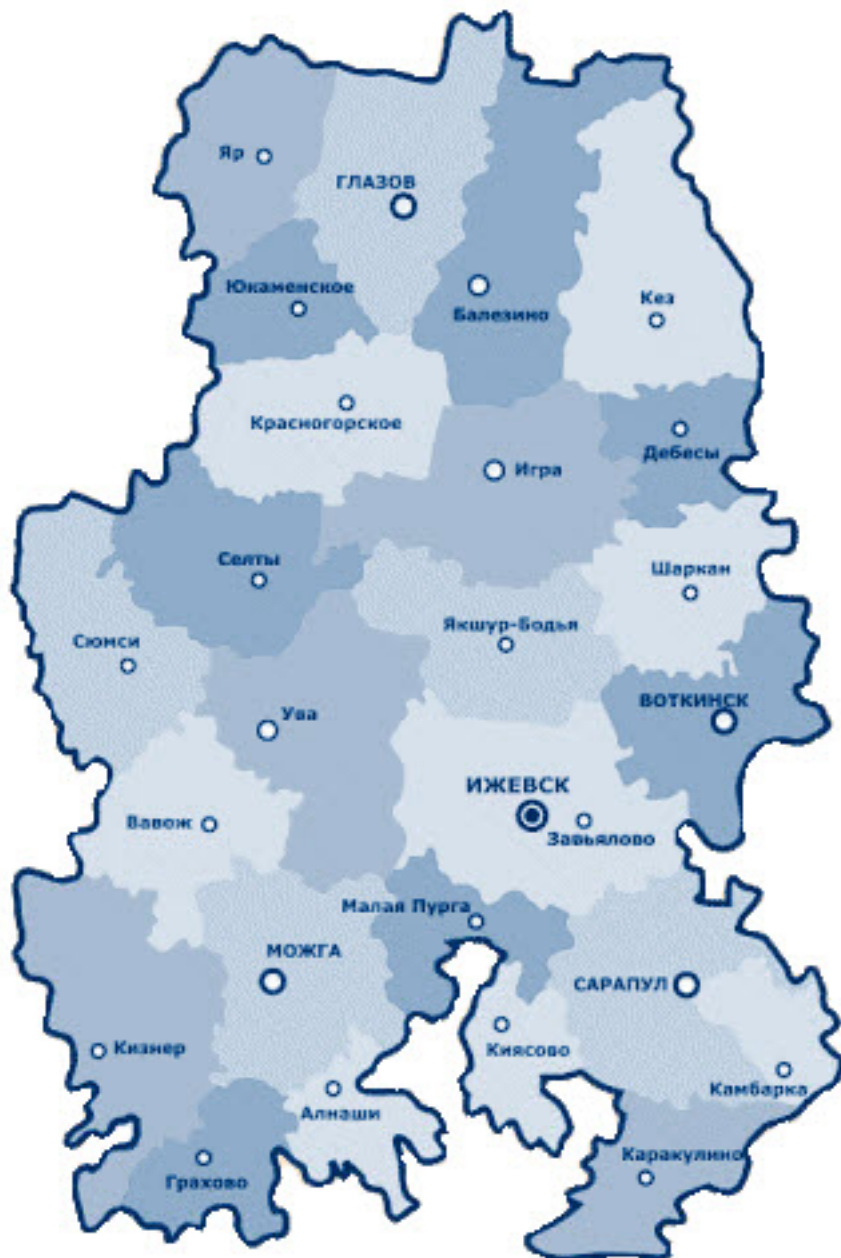 Яр
ГЛАЗОВ
Юкаменское
Балезино
Кез
Красногорское
Игра
Дебесы
Селты
Шаркан
Сюмси
Якшур-Бодья
Ува
ВОТКИНСК
ИЖЕВСК
Вавож
Завьялово
Малая Пурга
МОЖГА
САРАПУЛ
Кизнер
Киясово
Камбарка
Алнаши
Грахово
Каракулино